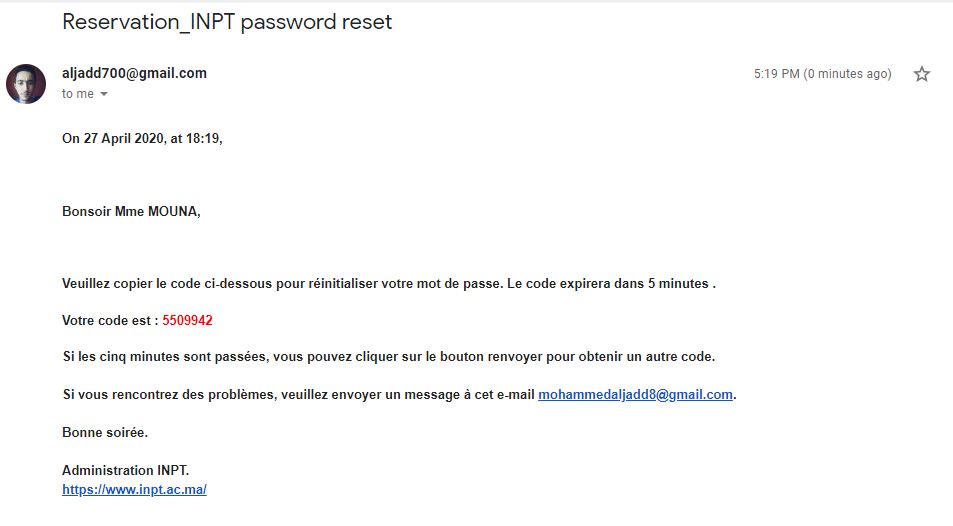 Reservation_INPT password reset
aljadd700@gmail.com
5:19 PM (0 minutes ago)
to me
On 27 April 2020, at 18:19,
Bonsoir Mme MOUNA,
Veuillez copier le code ci-dessous pour réinitialiser votre mot de passe. Le code expirera dans 5 minutes .
Votre code est : 5509942
Si les cinq minutes sont passées, vous pouvez cliquer sur le bouton renvoyer pour obtenir un autre code.
Si vous rencontrez des problèmes, veuillez envoyer un message à cet e-mail mohammedaljadd8@gmail.com.
Bonne soirée.
Administration INPT.
https://www.inpt.ac.ma/